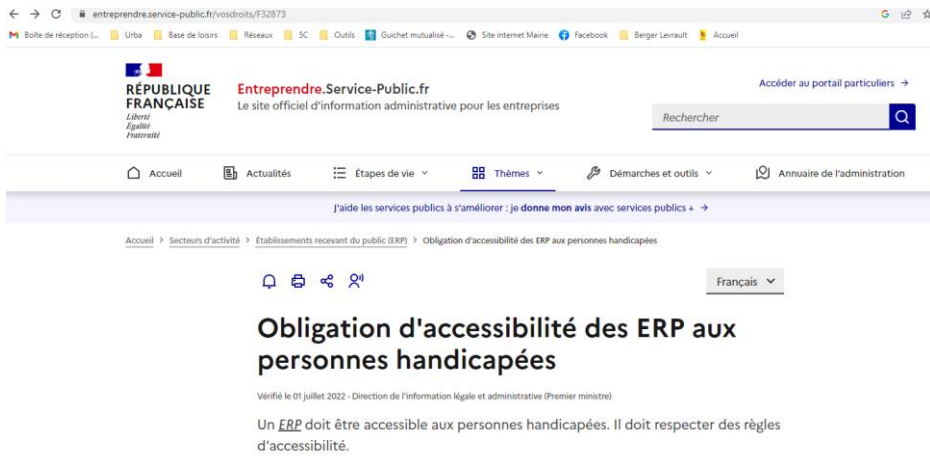 entreprendre.service-public.fr/vosdroits/F32873
Boîte de réception (... Urba Base de loisirs Réseaux SC Outils Guichet mutualisé -... Site internet Mairie Facebook Berger Levrault Accueil
RÉPUBLIQUE
FRANÇAISE
Liberté
Égalité
Fraternité
Entreprendre.Service-Public.fr
Le site officiel d'information administrative pour les entreprises
Accéder au portail particuliers →
Rechercher
Accueil Actualités Étapes de vie Thèmes Démarches et outils Annuaire de l'administration
J'aide les services publics à s'améliorer : je donne mon avis avec services publics + →
Accueil > Secteurs d'activité > Établissements recevant du public (ERP) > Obligation d'accessibilité des ERP aux personnes handicapées
Français
Obligation d'accessibilité des ERP aux
personnes handicapées
Vérifié le 01 juillet 2022 - Direction de l'information légale et administrative (Premier ministre)
Un ERP doit être accessible aux personnes handicapées. Il doit respecter des règles
d'accessibilité.